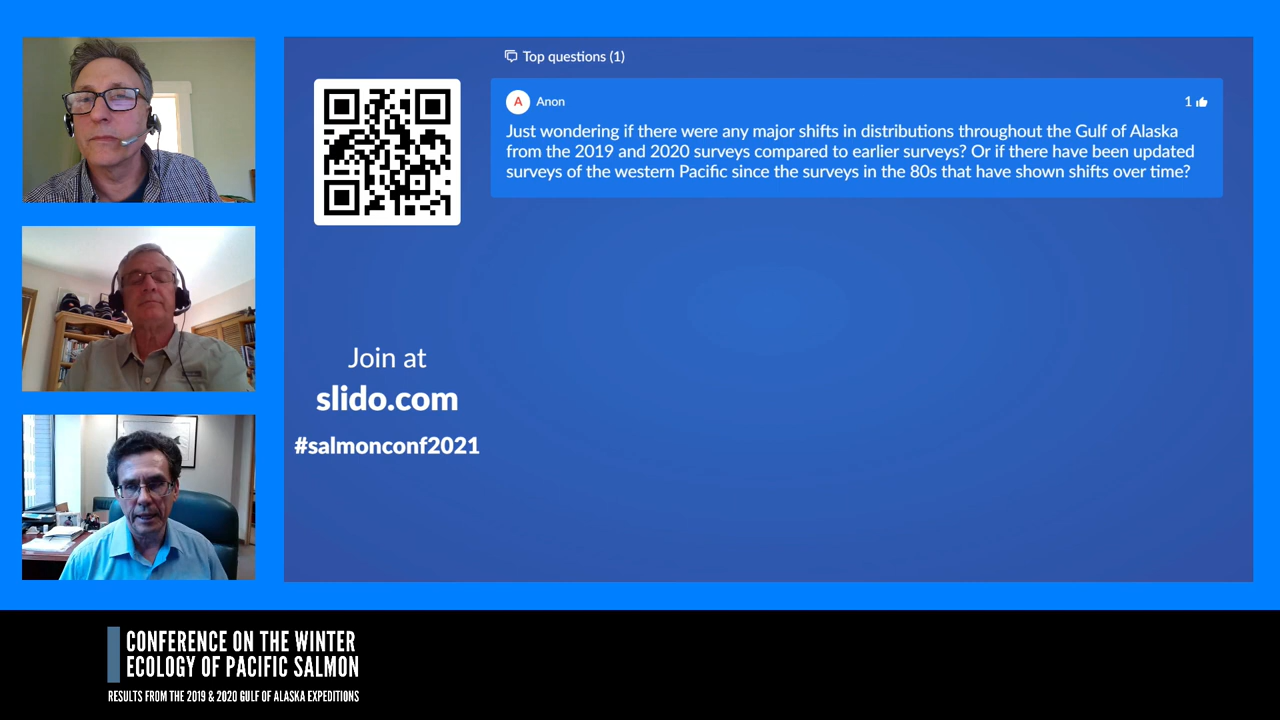 Top questions (1)
A Anon 1
Just wondering if there were any major shifts in distributions throughout the Gulf of Alaska
from the 2019 and 2020 surveys compared to earlier surveys? Or if there have been updated
surveys of the western Pacific since the surveys in the 80s that have shown shifts over time?
Join at
slido.com
#salmonconf2021
CONFERENCE ON THE WINTER
ECOLOGY OF PACIFIC SALMON
RESULTS FROM THE 2019 & 2020 GULF OF ALASKA EXPEDITIONS